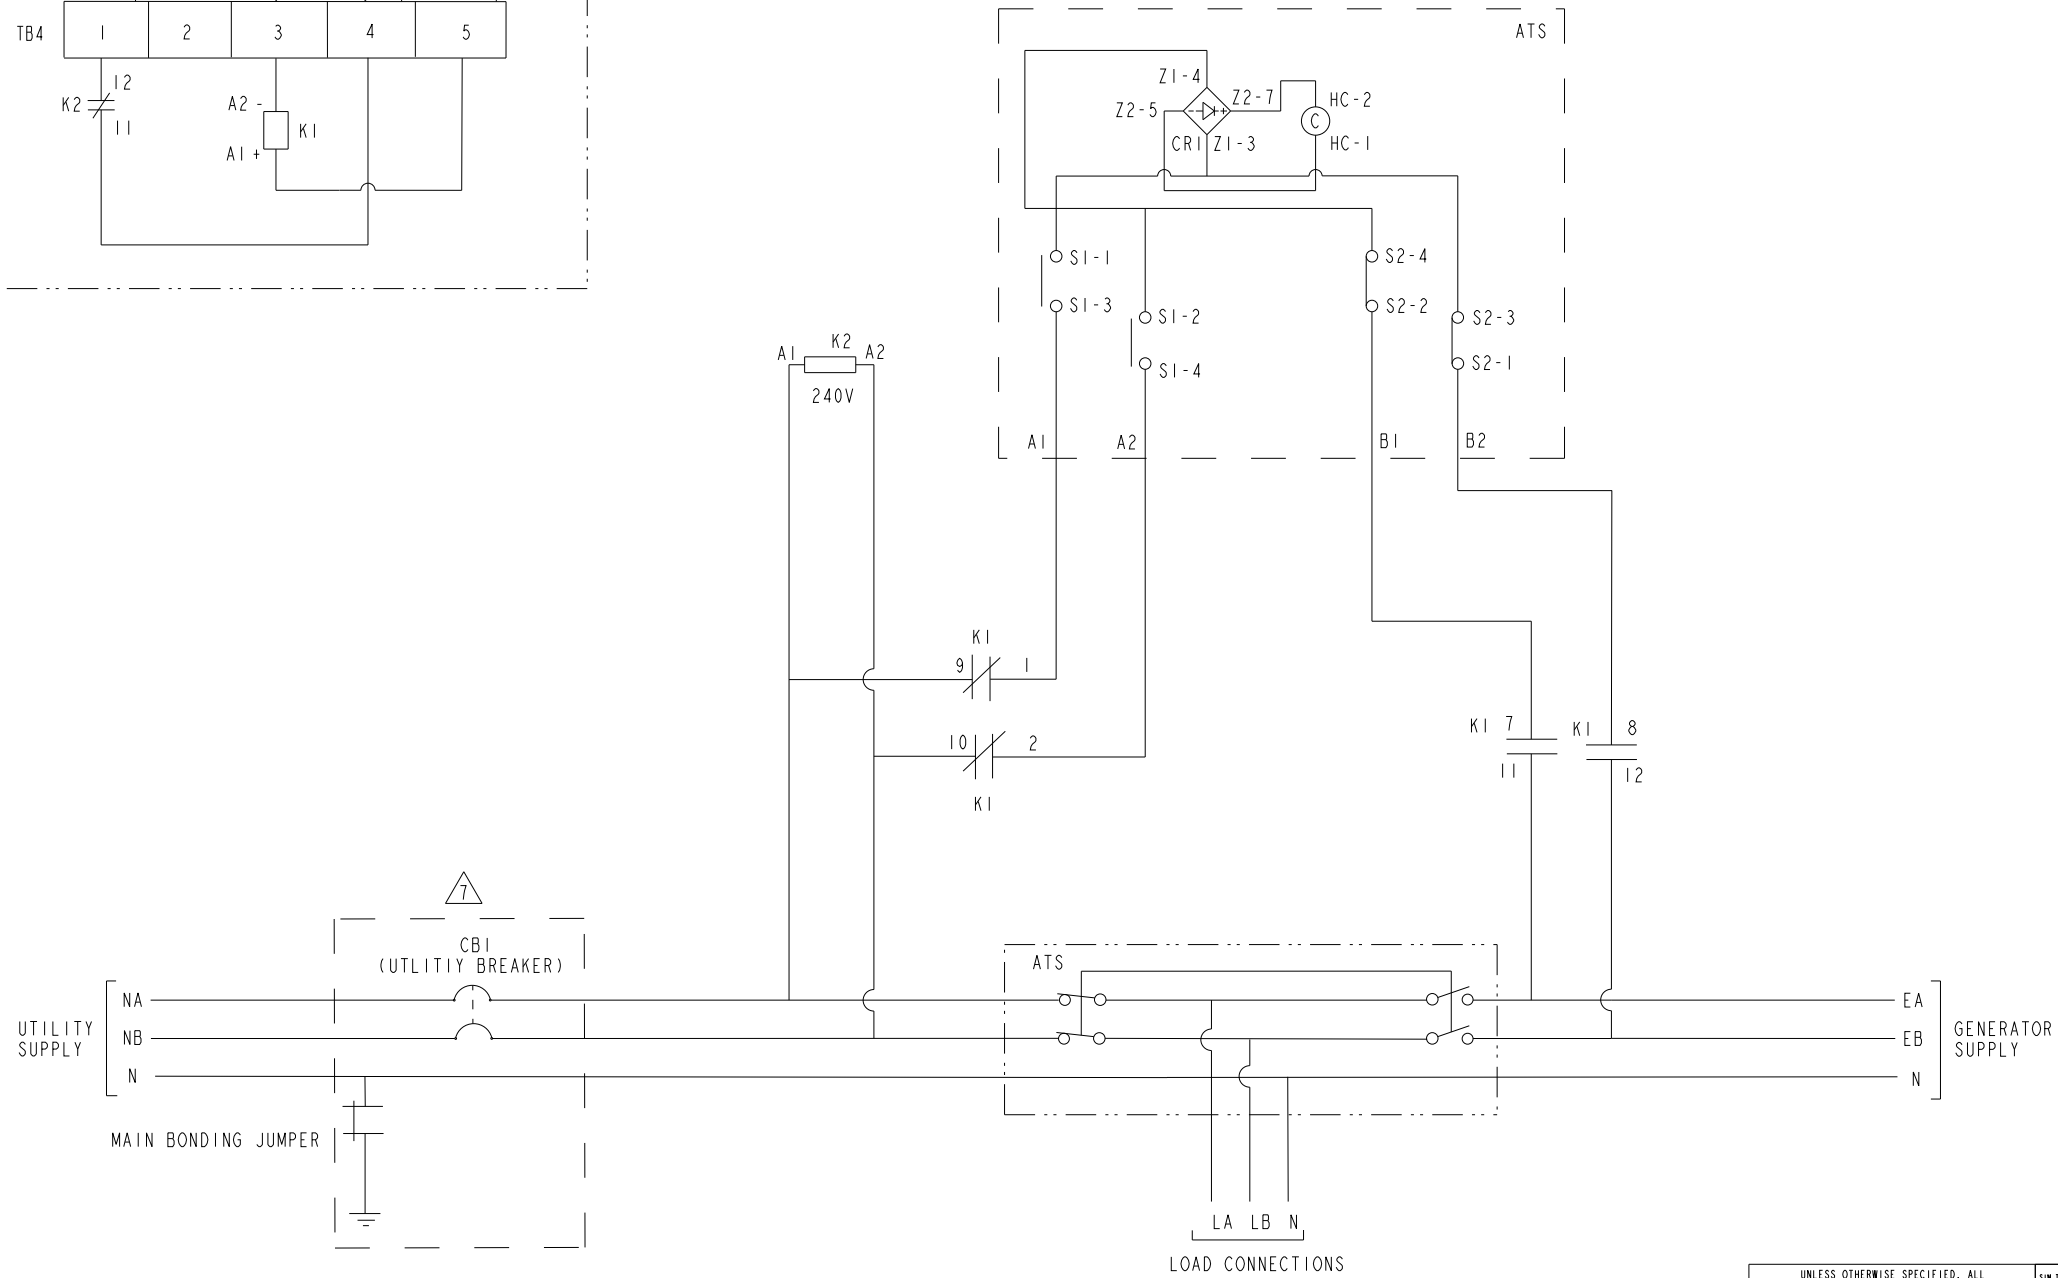 TB4 1 2 3 4 5
12
K2
11
A2 -
K1
A1 +
ATS
Z1-4
Z2-5
Z2-7
HC-2
C
CR1
Z1-3
HC-1
S1-1
S1-3
S1-2
S1-4
S2-4
S2-2
S2-3
S2-1
A1 K2 A2
240V
A1 A2 B1 B2
K1
9 1
10 2
K1
K1 7
11
K1 8
12
7
CB1
(UTLITIY BREAKER)
ATS
UTILITY
SUPPLY
NA
NB
N
EA
EB
N
GENERATOR
SUPPLY
MAIN BONDING JUMPER
LA LB N
LOAD CONNECTIONS
UNLESS OTHERWISE SPECIFIED, ALL